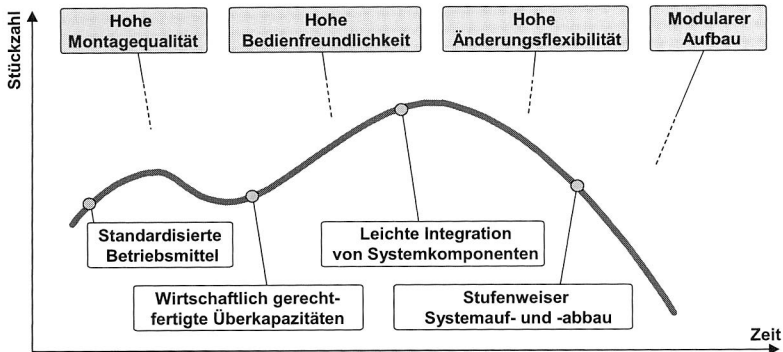 Stückzahl
Hohe
Montagequalität
Hohe
Bedienfreundlichkeit
Hohe
Änderungsflexibilität
Modularer
Aufbau
Standardisierte
Betriebsmittel
Leichte Integration
von Systemkomponenten
Wirtschaftlich gerecht-
fertigte Überkapazitäten
Stufenweiser
Systemauf- und -abbau
Zeit